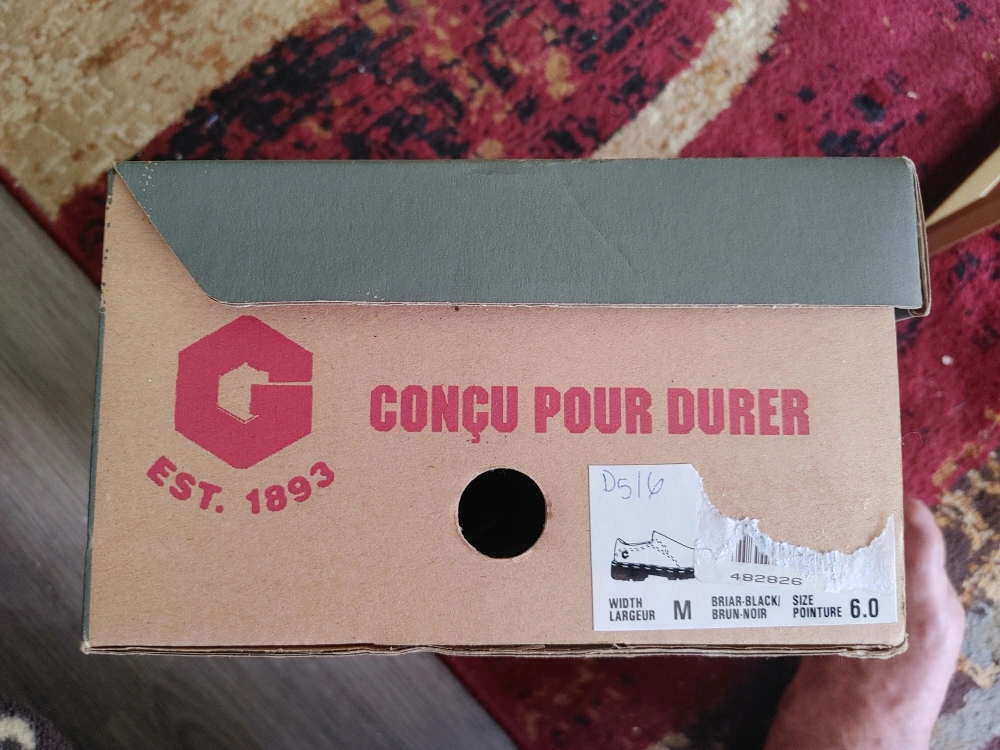 G
CONÇU POUR DURER
EST. 1893
D516
482826
WIDTH
LARGEUR
M
BRIAR-BLACK/
BRUN-NOIR
SIZE
POINTURE
6.0